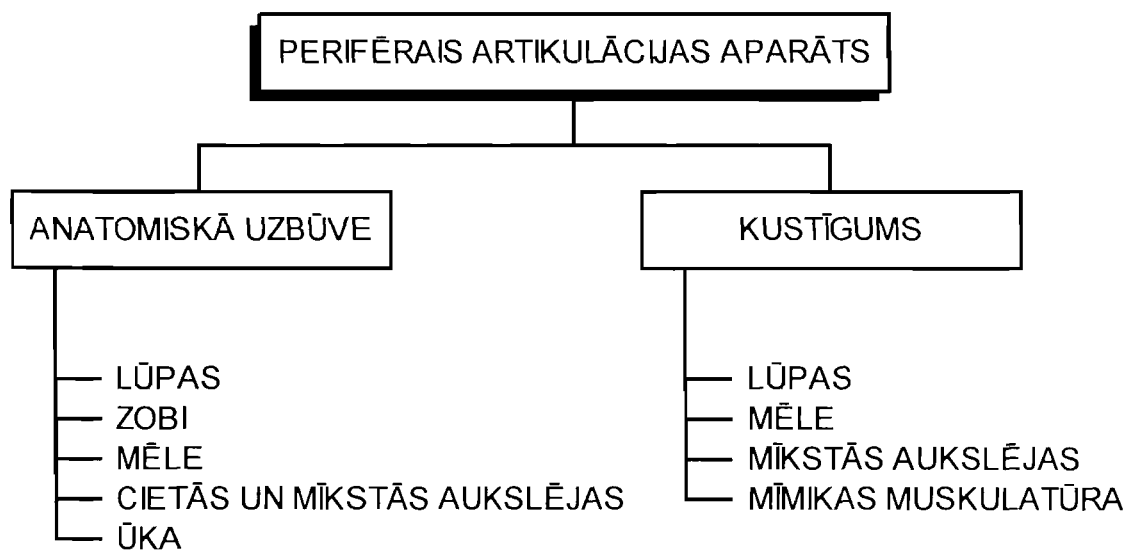 PERIFĒRAIS ARTIKULĀCIJAS APARĀTS
ANATOMISKĀ UZBŪVE
LŪPAS
ZOBI
MĒLE
CIETĀS UN MĪKSTĀS AUKSLĒJAS
ŪKA
KUSTĪGUMS
LŪPAS
MĒLE
MĪKSTĀS AUKSLĒJAS
MĪMIKAS MUSKULATŪRA